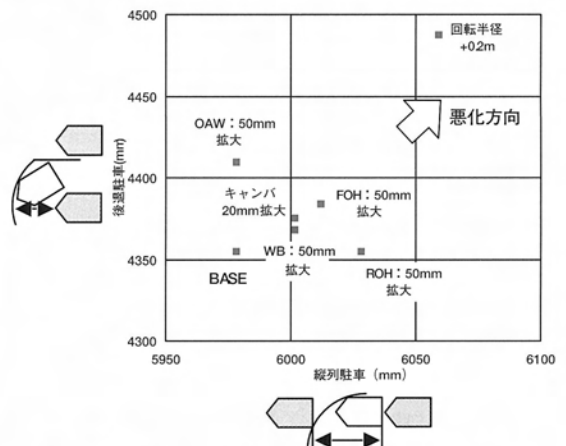 4500
4450
4400
4350
4300
後退駐車(mm)
回転半径
+0.2m
悪化方向
OAW：50mm
拡大
キャンバ
20mm拡大
FOH：50mm
拡大
WB：50mm
拡大
BASE
ROH：50mm
拡大
5950
6000
6050
6100
縦列駐車（mm）